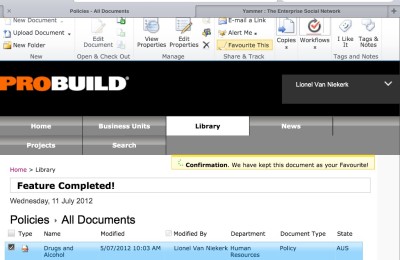 Policies - All Documents
Yammer : The Enterprise Social Network
New Document
Upload Document
New Folder
New
Edit Document
Open & Check Out
View Properties
Edit Properties
Manage
E-mail a Link
Alert Me
Favourite This
Share & Track
Copies
Workflows
I Like It
Tags & Notes
Tags and Notes
PROBUILD
Lionel Van Niekerk
Home
Business Units
Library
News
Projects
Search
Home > Library
Confirmation. We have kept this document as your Favourite!
Feature Completed!
Wednesday, 11 July 2012
Policies › All Documents
Type Name Modified Modified By Department Document Type State
Drugs and Alcohol 5/07/2012 10:03 AM Lionel Van Niekerk Human Resources Policy AUS